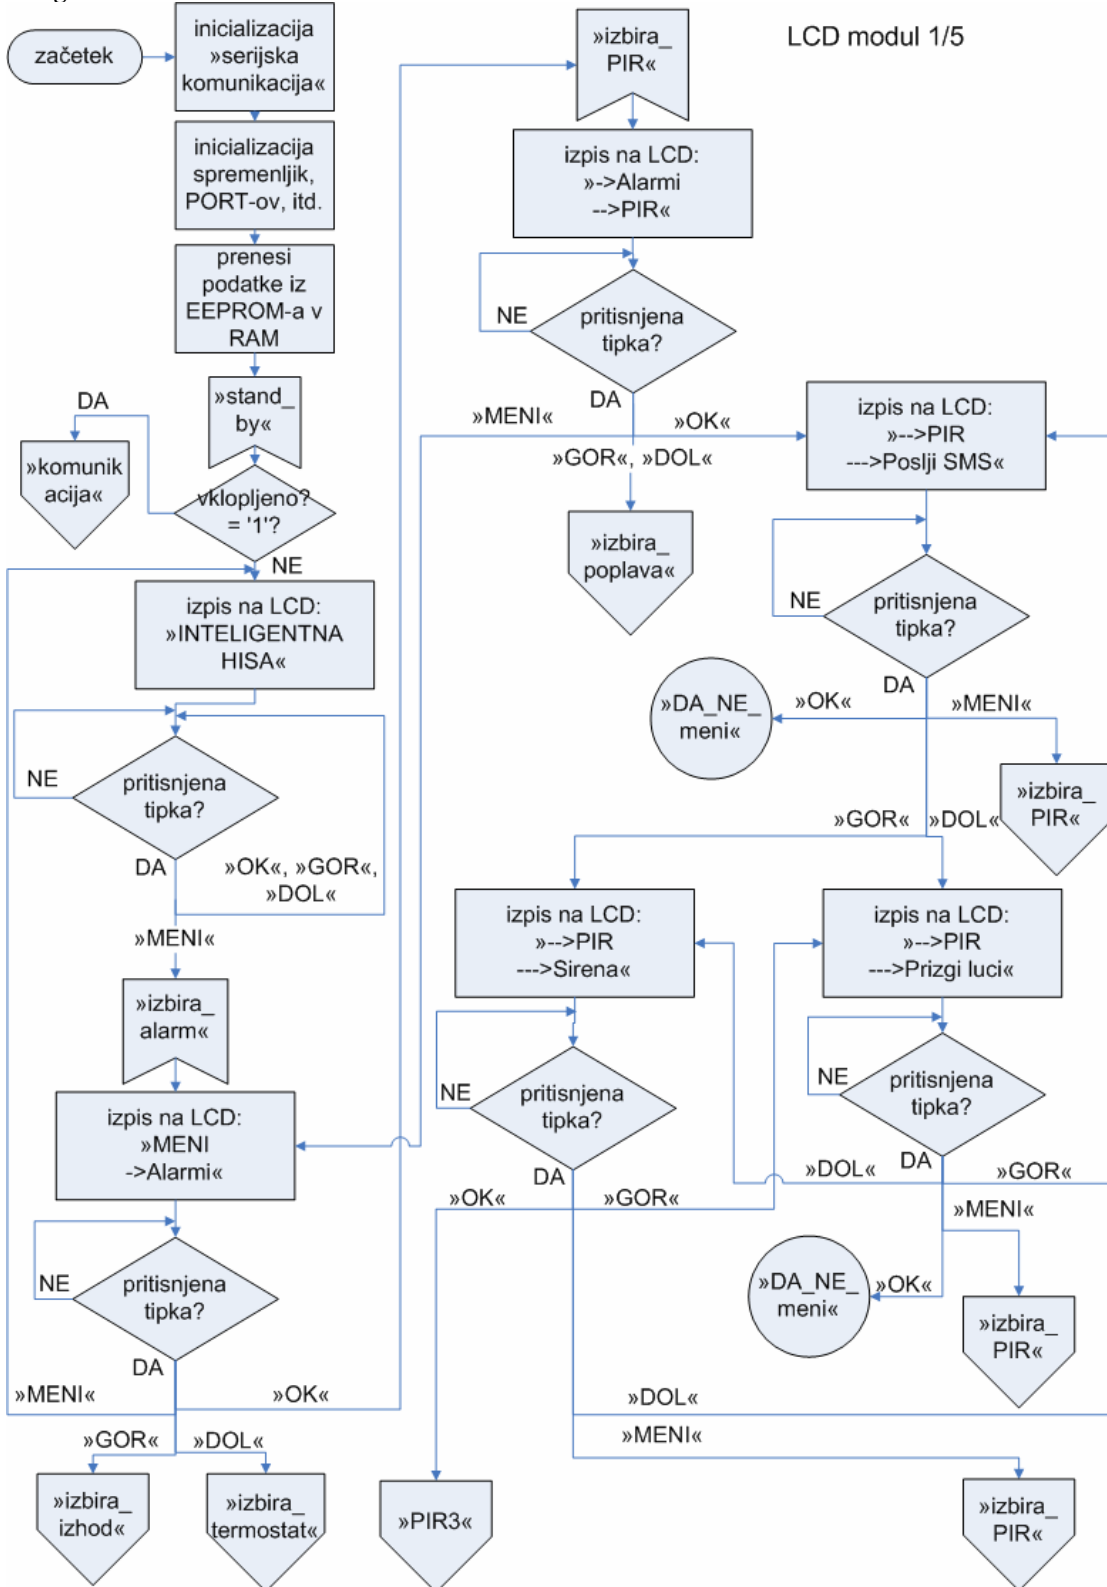 LCD modul 1/5
začetek
inicializacija
»serijska
komunikacija«
inicializacija
spremenljik,
PORT-ov, itd.
prenesi
podatke iz
EEPROM-a v
RAM
»stand_
by«
DA
»komunik
acija«
vklopljeno?
= '1'?
NE
izpis na LCD:
»INTELIGENTNA
HISA«
NE
pritisnjena
tipka?
DA
»OK«, »GOR«,
»DOL«
»MENI«
»izbira_
alarm«
izpis na LCD:
»MENI
->Alarmi«
NE
pritisnjena
tipka?
DA
»MENI«
»OK«
»GOR«
»DOL«
»izbira_
izhod«
»izbira_
termostat«
»izbira_
PIR«
izpis na LCD:
»->Alarmi
-->PIR«
NE
pritisnjena
tipka?
DA
»MENI«
»OK«
»GOR«, »DOL«
»izbira_
poplava«
izpis na LCD:
»-->PIR
--->Poslji SMS«
NE
pritisnjena
tipka?
DA
»OK«
»MENI«
»DA_NE_
meni«
»izbira_
PIR«
»GOR«
»DOL«
izpis na LCD:
»-->PIR
--->Sirena«
NE
pritisnjena
tipka?
DA
»OK«
»GOR«
»DOL«
»MENI«
»PIR3«
»izbira_
PIR«
izpis na LCD:
»-->PIR
--->Prizgi luci«
NE
pritisnjena
tipka?
DA
»DOL«
»GOR«
»MENI«
»OK«
»DA_NE_
meni«
»izbira_
PIR«